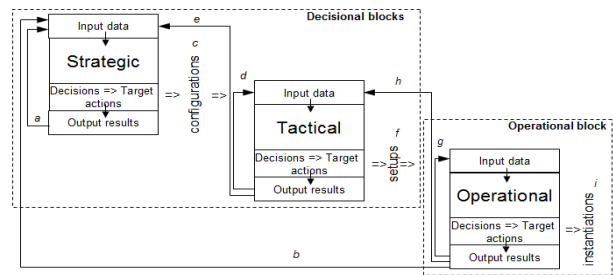 e
Decisional blocks
Input data
c
Strategic
configurations
d
h
Decisions => Target
actions
=>
=>
Input data
a
Output results
Tactical
f
Operational block
Decisions => Target
actions
=>
setups
=>
g
Input data
Output results
Operational
i
Decisions => Target
actions
=>
instantiations
b
Output results